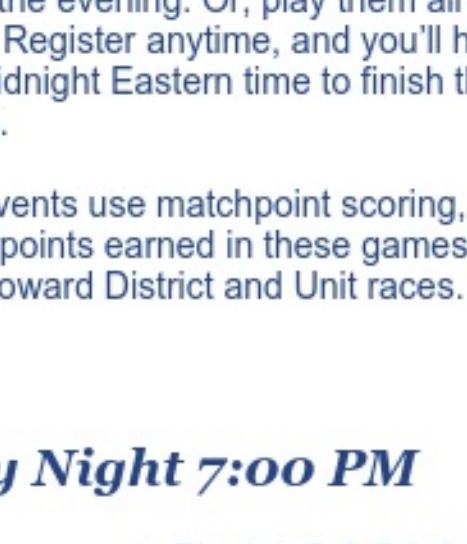 the evening. Or, play them all
Register anytime, and you'll h
idnight Eastern time to finish th
.
vents use matchpoint scoring,
points earned in these games
oward District and Unit races.
y Night 7:00 PM